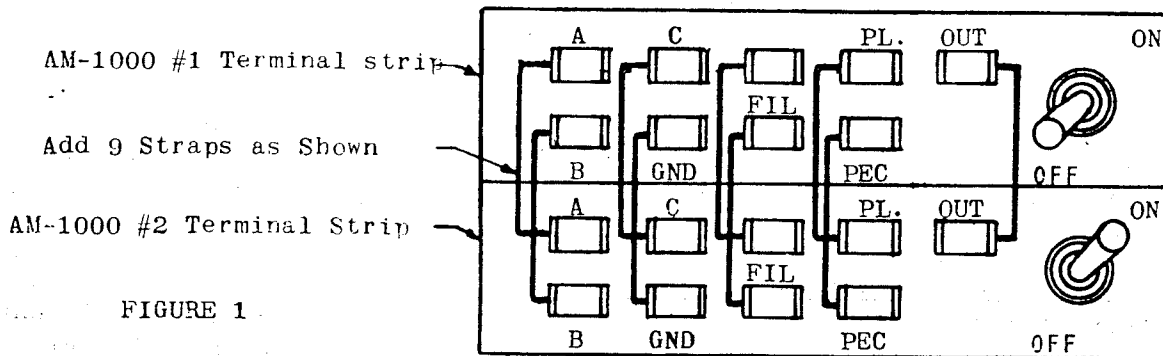 A C PL. OUT ON
AM-1000 #1 Terminal strip
FIL
Add 9 Straps as Shown
B GND PEC OFF
A C PL. OUT ON
AM-1000 #2 Terminal Strip
FIL
FIGURE 1
B GND PEC OFF